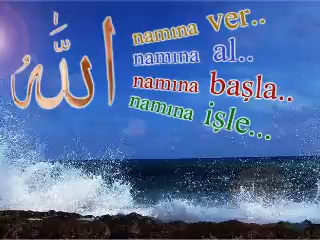 الله
namına ver..
namına al..
namına başla..
namına işle...